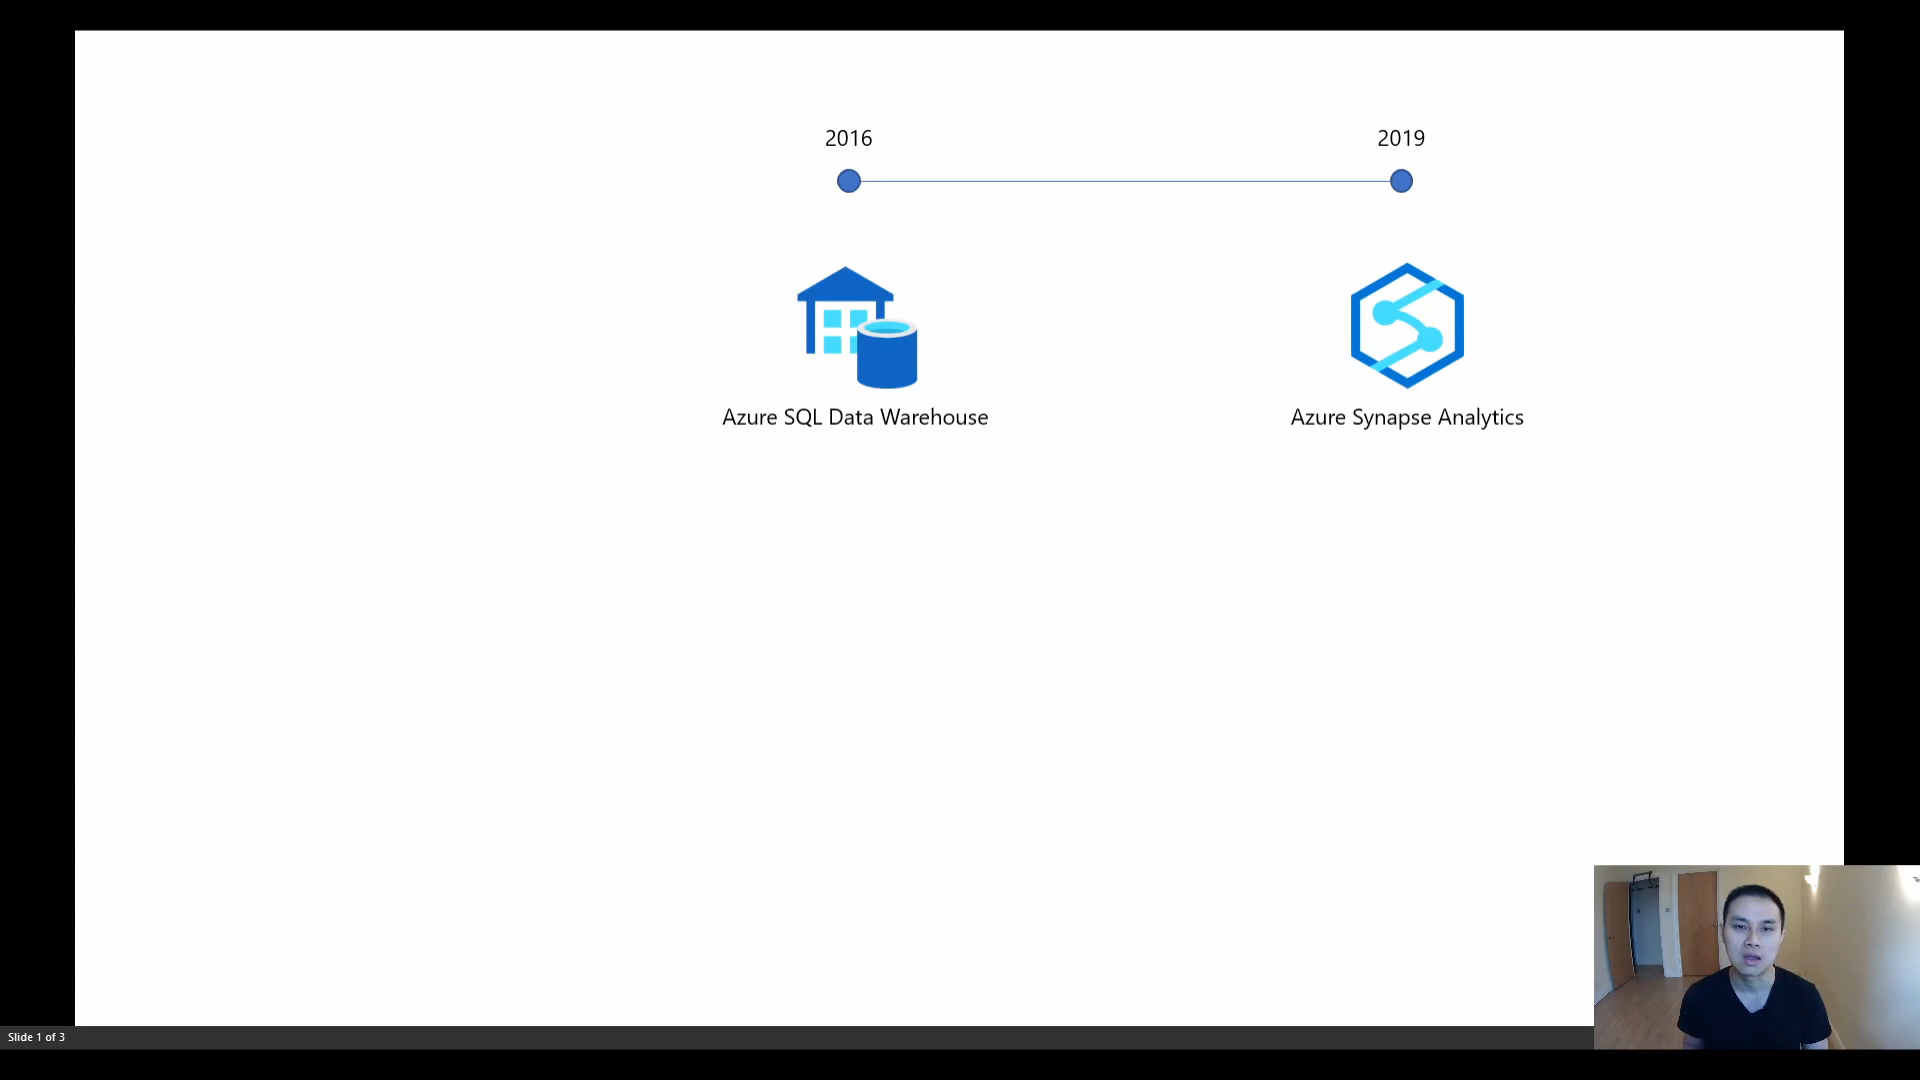 2016
2019
Azure SQL Data Warehouse
Azure Synapse Analytics
Slide 1 of 3